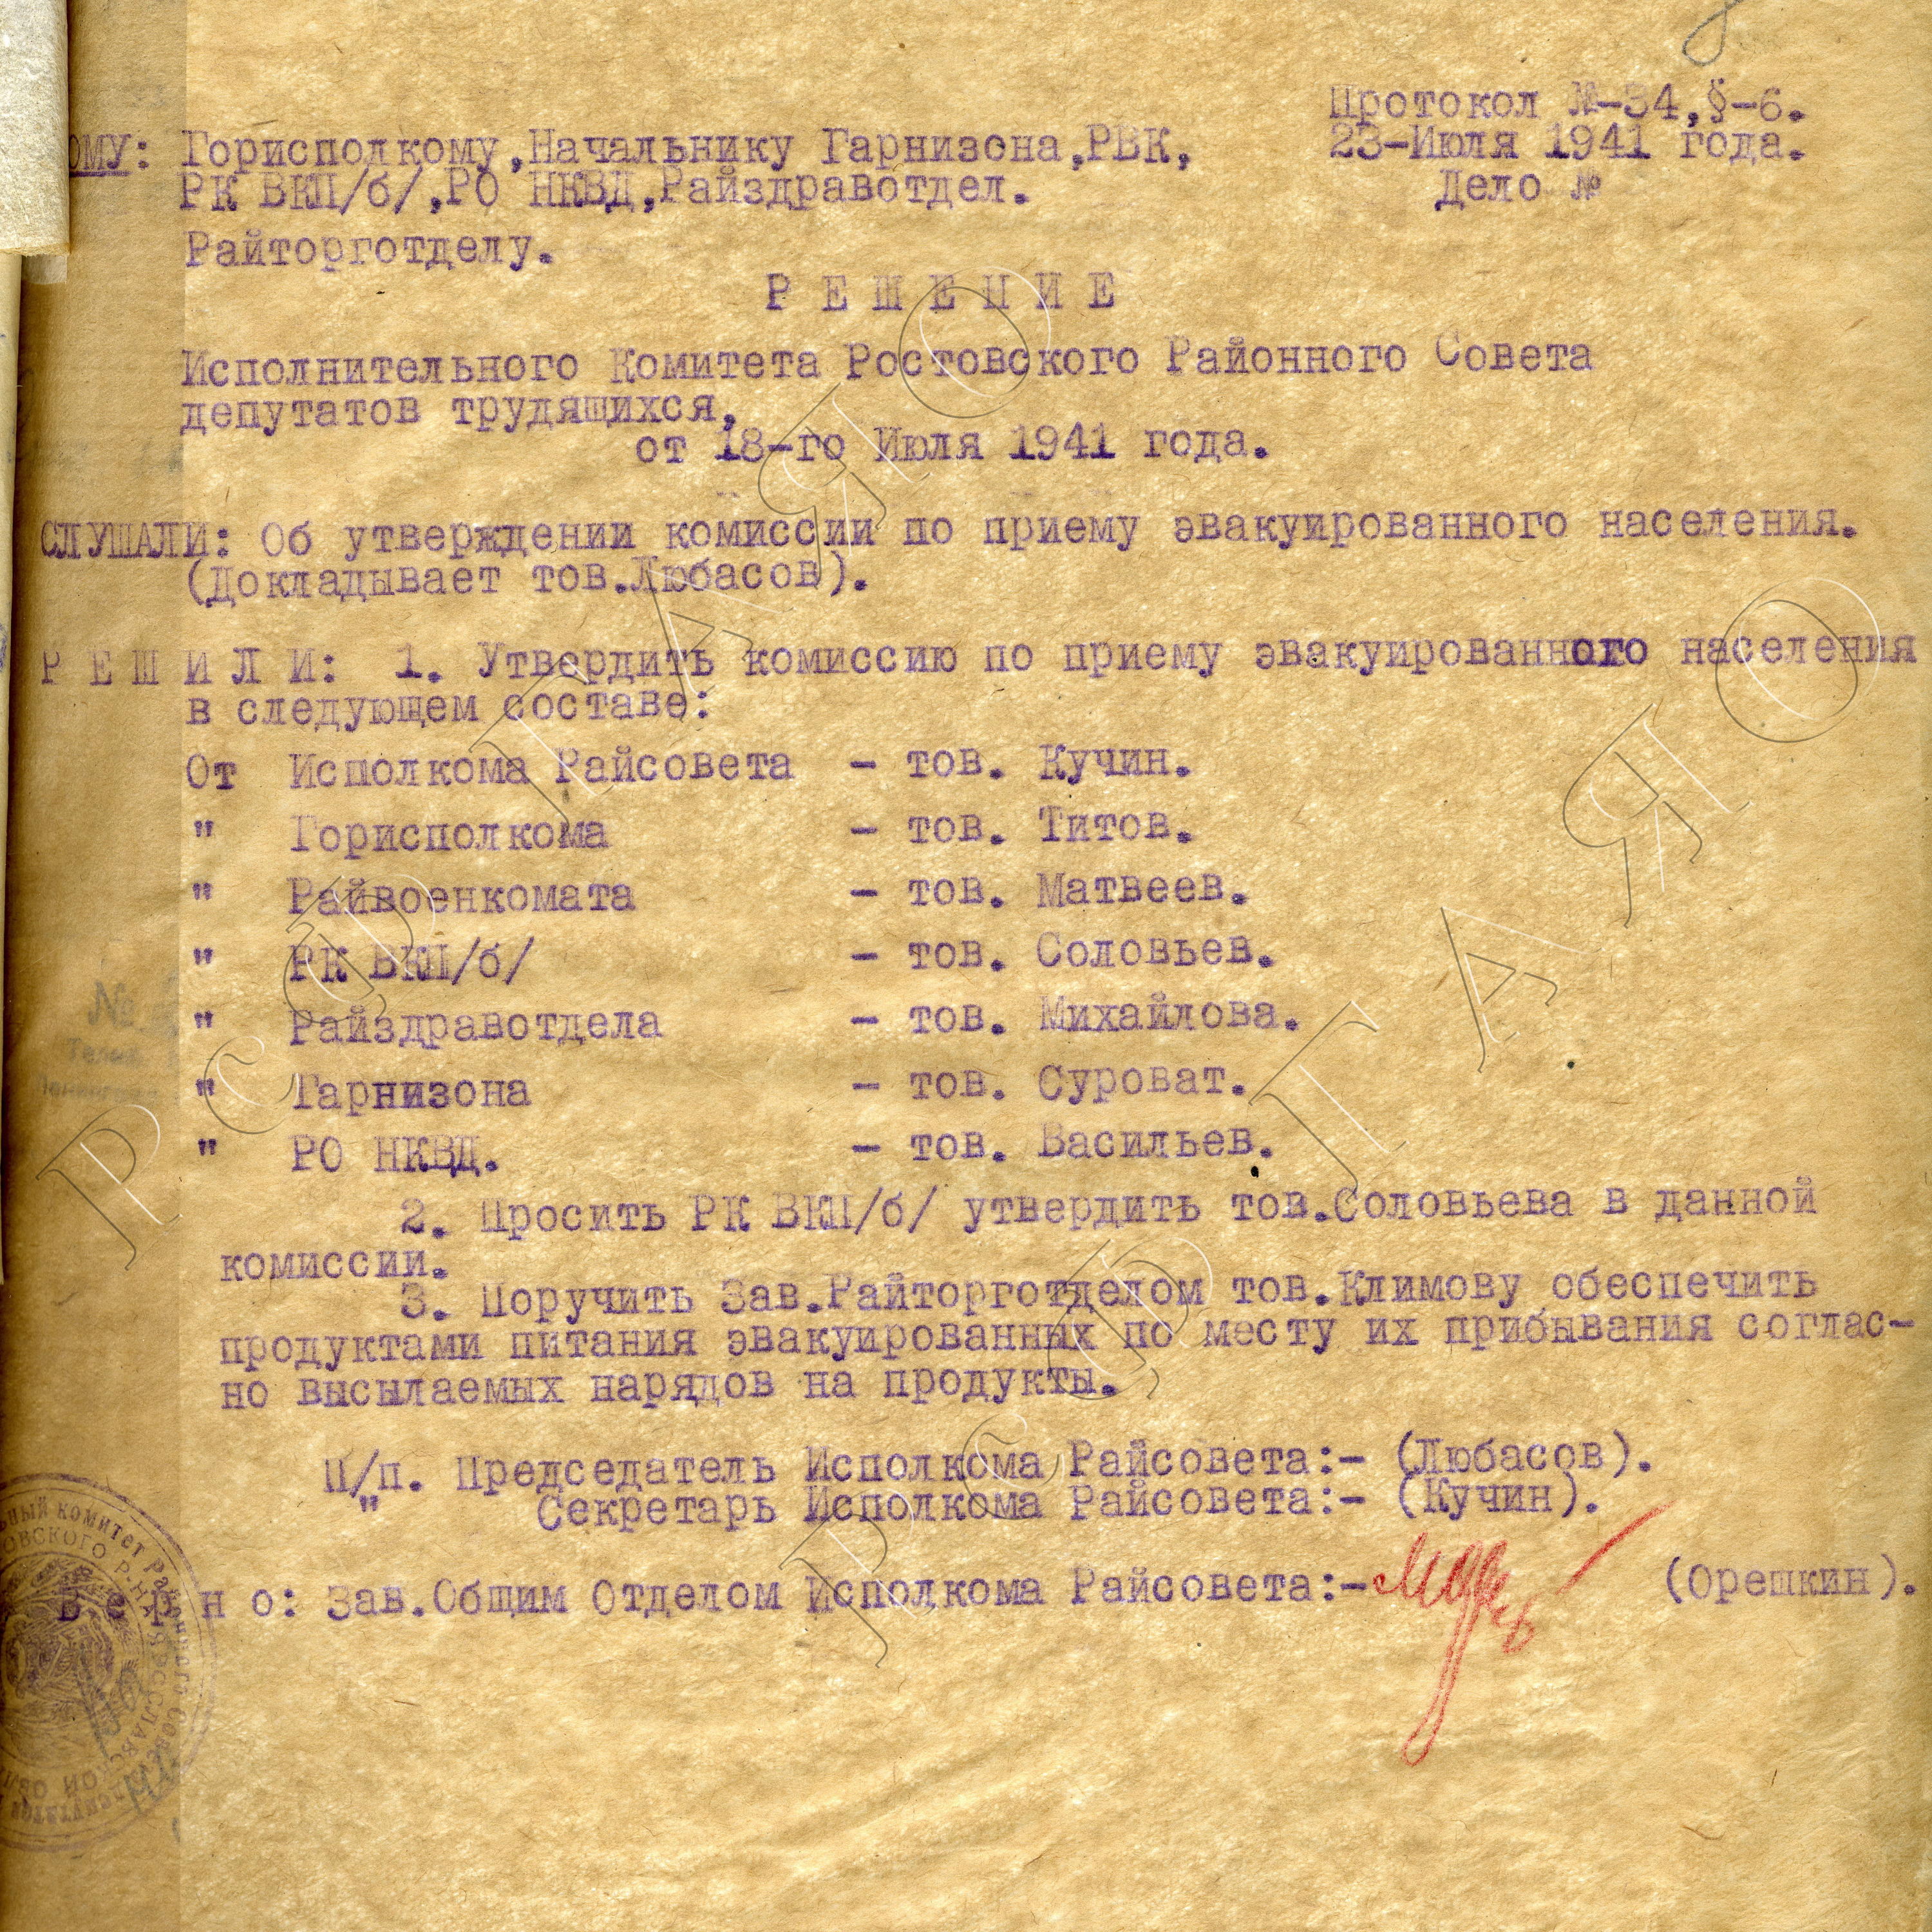 Протокол №-34,§-6.
23-Июля 1941 года.
Дело №
ому: Горисполкому,Начальнику Гарнизона,РВК,
РК ВКП/б/,РО НКВД,Райздравотдел.
Райторготделу.
Р Е Ш Е Н И Е
Исполнительного Комитета Ростовского Районного Совета
депутатов трудящихся,
от 18-го Июля 1941 года.
СЛУШАЛИ: Об утверждении комиссии по приему эвакуированного населения.
(Докладывает тов.Любасов).
Р Е Ш И Л И: 1. Утвердить комиссию по приему эвакуированного населения
в следующем составе:
От Исполкома Райсовета - тов. Кучин.
" Горисполкома - тов. Титов.
" Райвоенкомата - тов. Матвеев.
" РК ВКП/б/ - тов. Соловьев.
" Райздравотдела - тов. Михайлова.
" Гарнизона - тов. Суроват.
" РО НКВД. - тов. Васильев.
2. Просить РК ВКП/б/ утвердить тов.Соловьева в данной
комиссии.
3. Поручить Зав.Райторготделом тов.Климову обеспечить
продуктами питания эвакуированных по месту их прибывания соглас-
но высылаемых нарядов на продукты.
П/п. Председатель Исполкома Райсовета:- (Любасов).
" Секретарь Исполкома Райсовета:- (Кучин).
В е р н о: Зав.Общим Отделом Исполкома Райсовета:- (Орешкин).
№
РСФ ГАЯО
РСФ ГАЯО